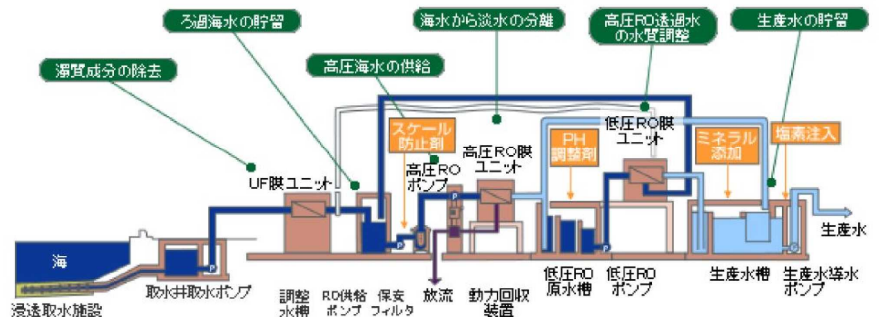 ろ過海水の貯留
海水から淡水の分離
高圧RO透過水
の水質調整
生産水の貯留
濁質成分の除去
高圧海水の供給
スケール
防止剤
低圧RO膜
ユニット
PH
調整剤
ミネラル
添加
塩素注入
UF膜ユニット
高圧RO
ポンプ
高圧RO膜
ユニット
P
P
P
P
P
生産水
海
浸透取水施設
取水井
取水ポンプ
調整
水槽
RO供給
ポンプ
保安
フィルタ
放流
動力回収
装置
低圧RO
原水槽
低圧RO
ポンプ
生産水槽
生産水導水
ポンプ